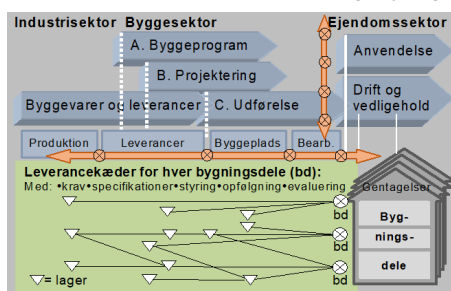 Industrisektor Byggesektor Ejendomssektor
A. Byggeprogram
Anvendelse
B. Projektering
Byggevarer og leverancer
C. Udførelse
Drift og
vedligehold
Produktion
Leverancer
Byggeplads
Bearb.
Leverancekæder for hver bygningsdele (bd):
Med: •krav•specifikationer•styring•opfølgning•evaluering
Gentagelser
bd
Byg-
bd
nings-
bd
dele
= lager